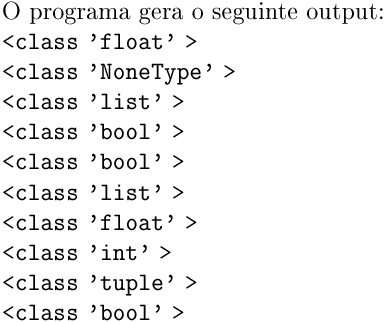 O programa gera o seguinte output:
<class ’float’ >
<class ’NoneType’ >
<class ’list’ >
<class ’bool’ >
<class ’bool’ >
<class ’list’ >
<class ’float’ >
<class ’int’ >
<class ’tuple’ >
<class ’bool’ >